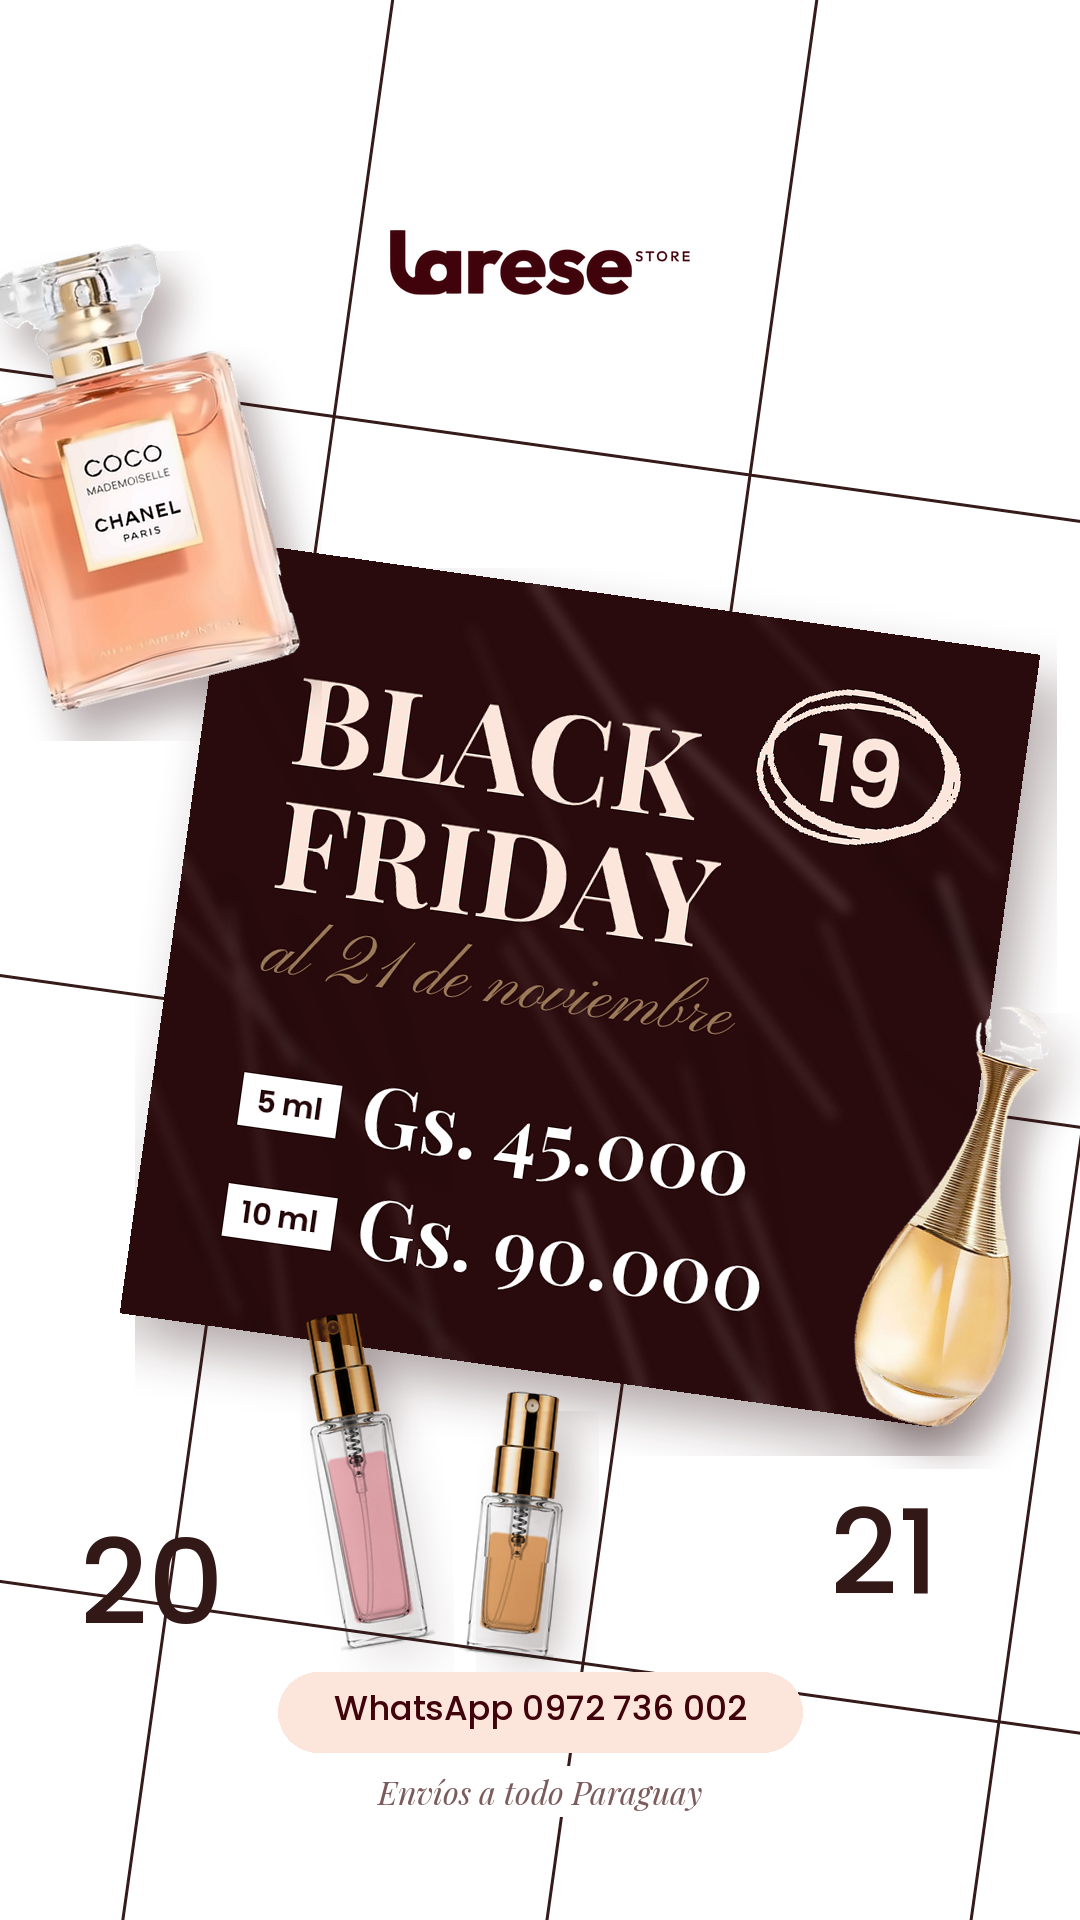 Larese STORE
COCO
MADEMOISELLE
CHANEL
PARIS
BLACK
FRIDAY
19
al 21 de noviembre
5 ml Gs. 45.000
10 ml Gs. 90.000
20
21
WhatsApp 0972 736 002
Envíos a todo Paraguay